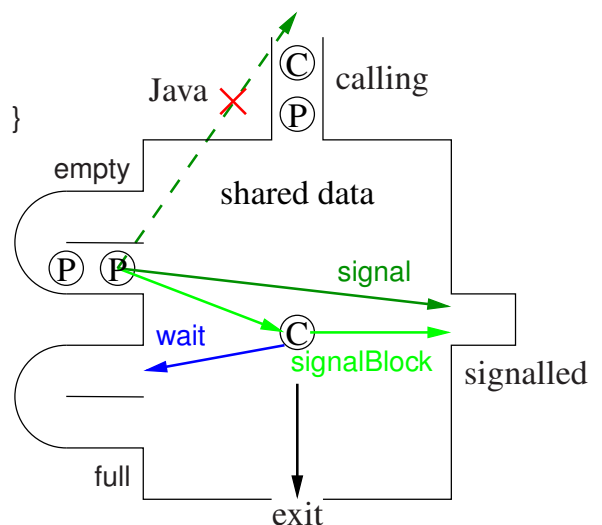 C
calling
Java
P
}
empty
shared data
P P
signal
C
wait
signalBlock
signalled
full
exit